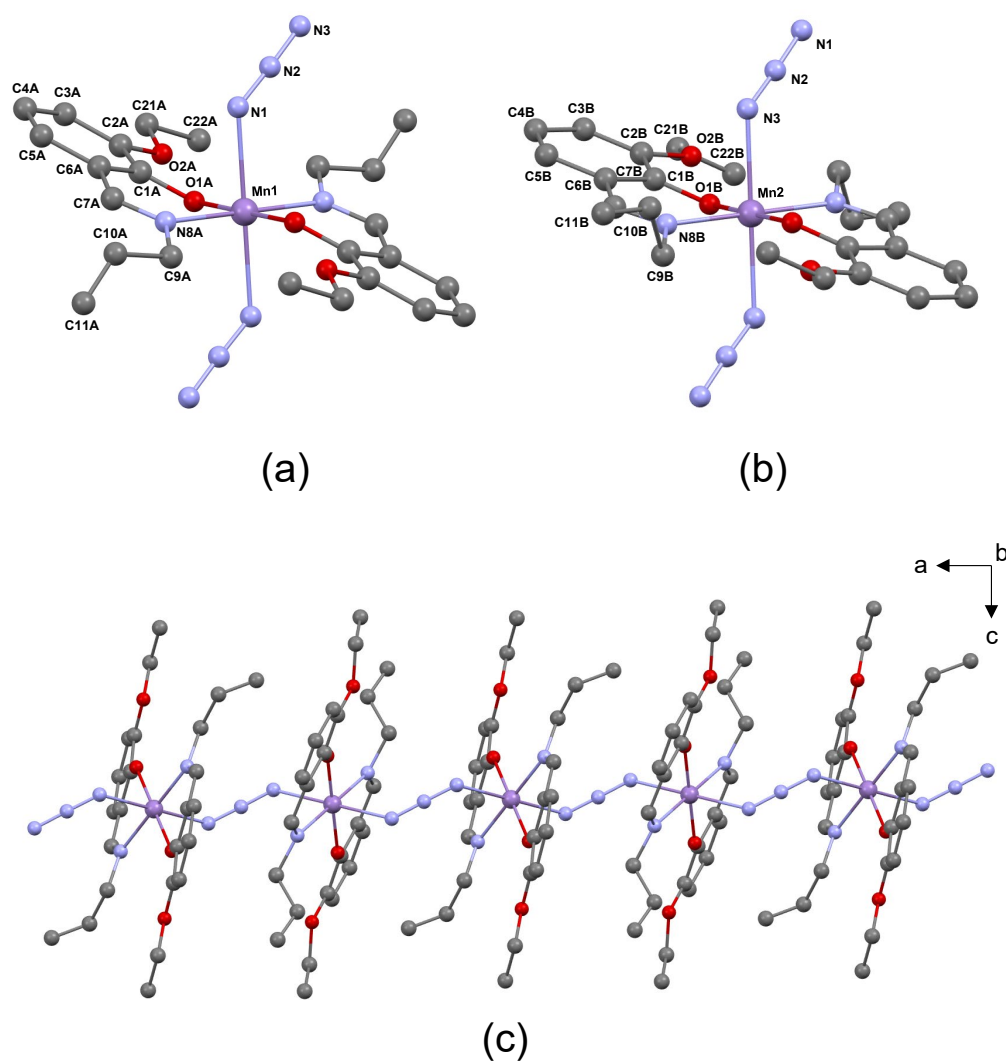 N3
N2
N1
C4A
C3A
C21A
C2A
C22A
C5A
O2A
C6A
C1A
O1A
Mn1
C7A
N8A
C10A
C9A
C11A
(a)
N1
N2
N3
C4B
C3B
C21B
C2B
O2B
C22B
C5B
C7B
C1B
C6B
O1B
Mn2
C11B
C10B
N8B
C9B
(b)
a
b
c
(c)